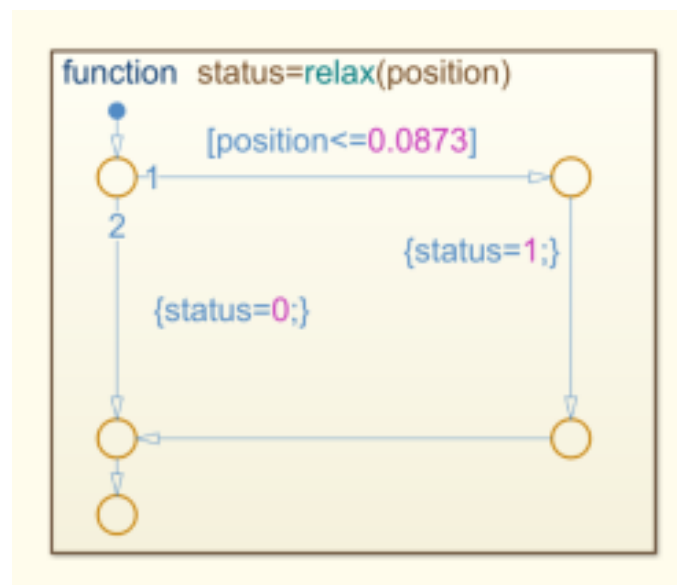 function status=relax(position)
[position<=0.0873]
1
2
{status=1;}
{status=0;}